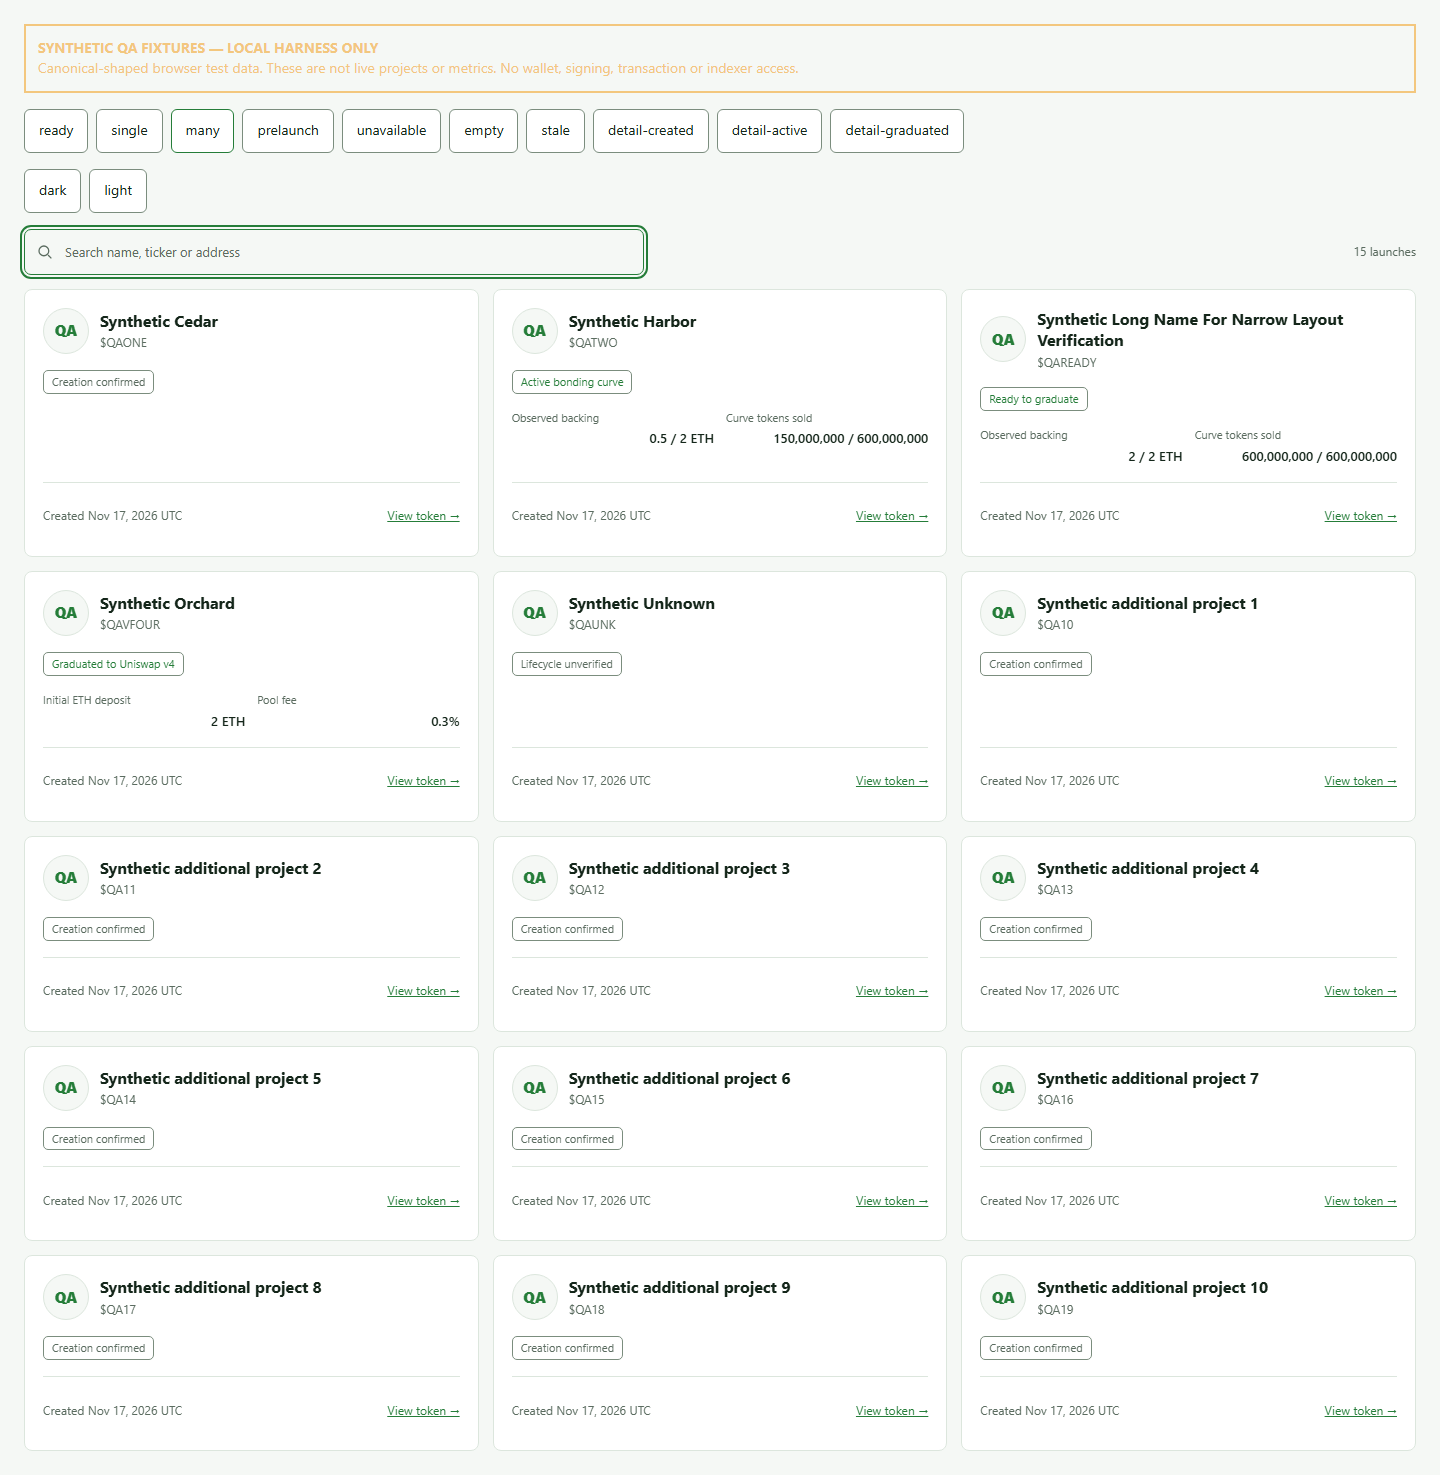 SYNTHETIC QA FIXTURES — LOCAL HARNESS ONLY
Canonical-shaped browser test data. These are not live projects or metrics. No wallet, signing, transaction or indexer access.
ready single many prelaunch unavailable empty stale detail-created detail-active detail-graduated
dark light
Search name, ticker or address
15 launches
QA
Synthetic Cedar
$QAONE
Creation confirmed
Created Nov 17, 2026 UTC
View token →
QA
Synthetic Harbor
$QATWO
Active bonding curve
Observed backing
0.5 / 2 ETH
Curve tokens sold
150,000,000 / 600,000,000
Created Nov 17, 2026 UTC
View token →
QA
Synthetic Long Name For Narrow Layout
Verification
$QAREADY
Ready to graduate
Observed backing
2 / 2 ETH
Curve tokens sold
600,000,000 / 600,000,000
Created Nov 17, 2026 UTC
View token →
QA
Synthetic Orchard
$QAVFOUR
Graduated to Uniswap v4
Initial ETH deposit
2 ETH
Pool fee
0.3%
Created Nov 17, 2026 UTC
View token →
QA
Synthetic Unknown
$QAUNK
Lifecycle unverified
Created Nov 17, 2026 UTC
View token →
QA
Synthetic additional project 1
$QA10
Creation confirmed
Created Nov 17, 2026 UTC
View token →
QA
Synthetic additional project 2
$QA11
Creation confirmed
Created Nov 17, 2026 UTC
View token →
QA
Synthetic additional project 3
$QA12
Creation confirmed
Created Nov 17, 2026 UTC
View token →
QA
Synthetic additional project 4
$QA13
Creation confirmed
Created Nov 17, 2026 UTC
View token →
QA
Synthetic additional project 5
$QA14
Creation confirmed
Created Nov 17, 2026 UTC
View token →
QA
Synthetic additional project 6
$QA15
Creation confirmed
Created Nov 17, 2026 UTC
View token →
QA
Synthetic additional project 7
$QA16
Creation confirmed
Created Nov 17, 2026 UTC
View token →
QA
Synthetic additional project 8
$QA17
Creation confirmed
Created Nov 17, 2026 UTC
View token →
QA
Synthetic additional project 9
$QA18
Creation confirmed
Created Nov 17, 2026 UTC
View token →
QA
Synthetic additional project 10
$QA19
Creation confirmed
Created Nov 17, 2026 UTC
View token →